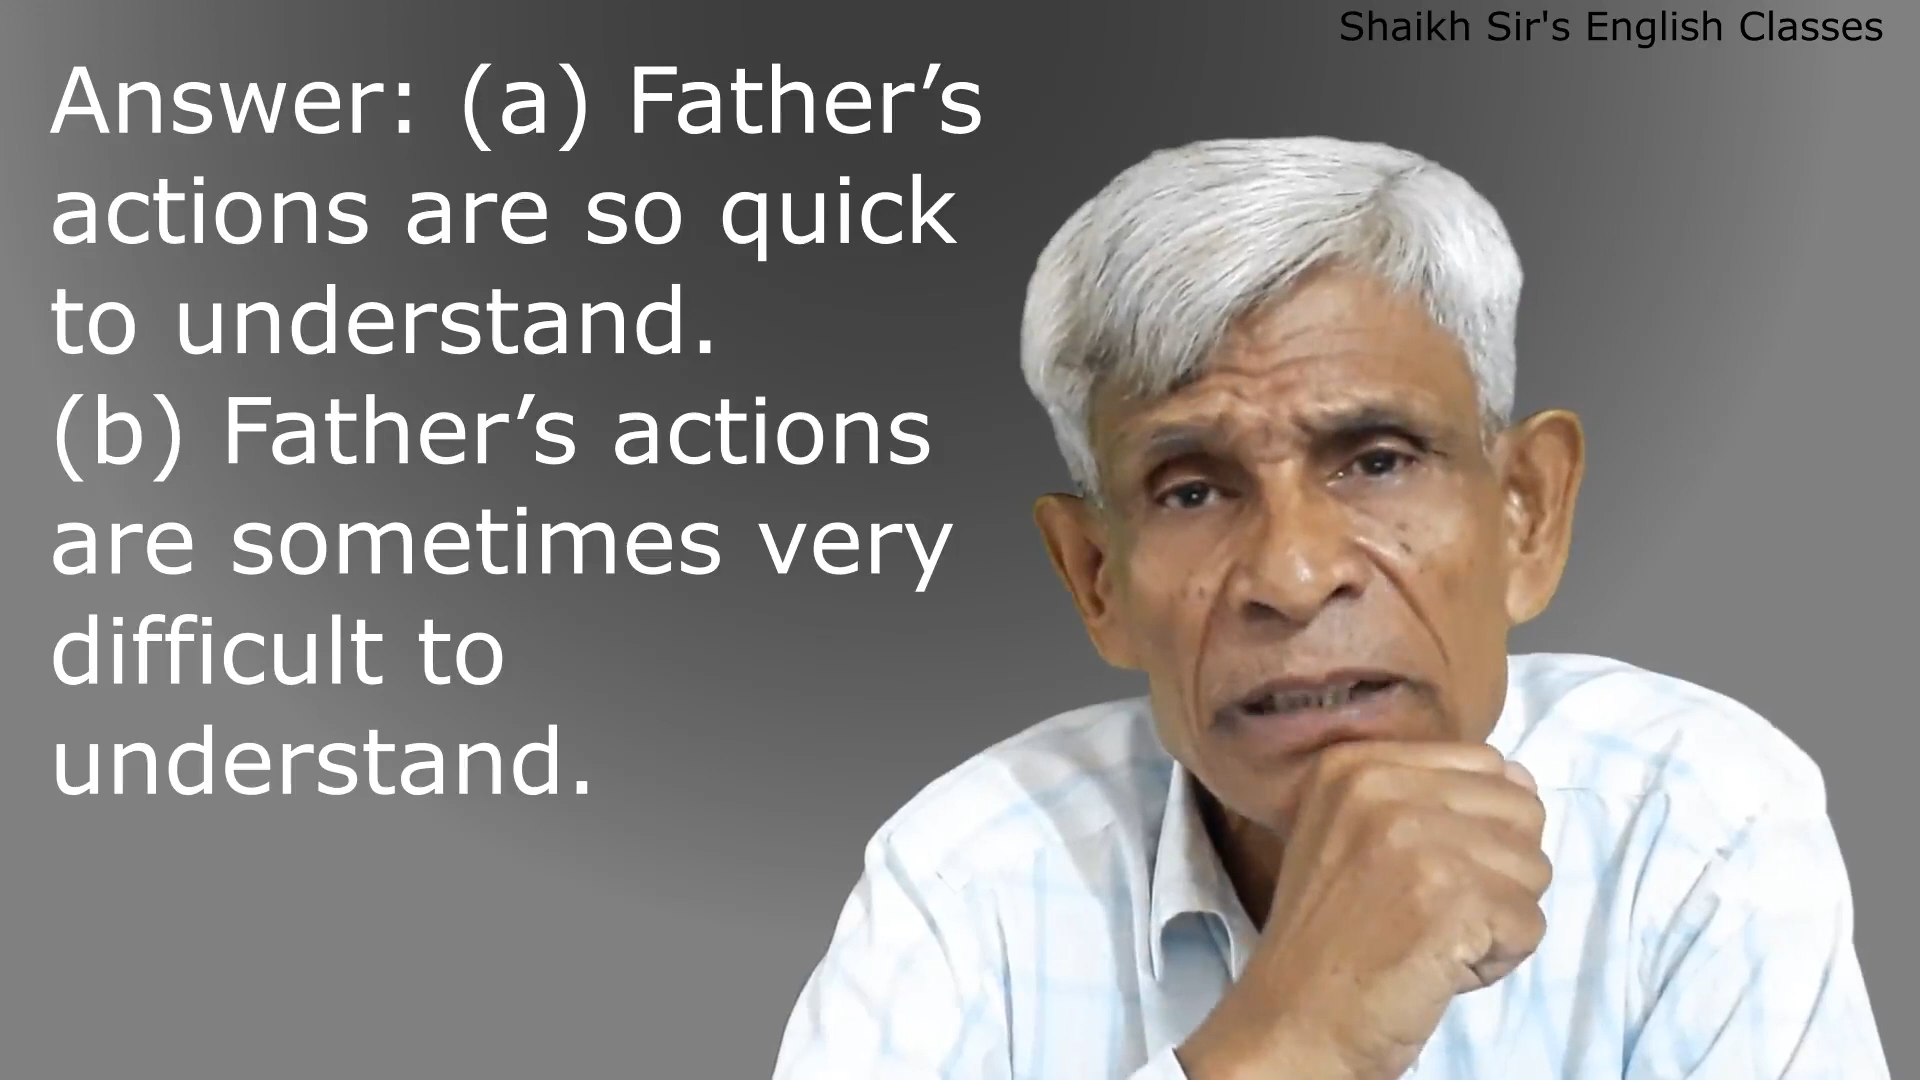 Shaikh Sir's English Classes
Answer: (a) Father’s
actions are so quick
to understand.
(b) Father’s actions
are sometimes very
difficult to
understand.